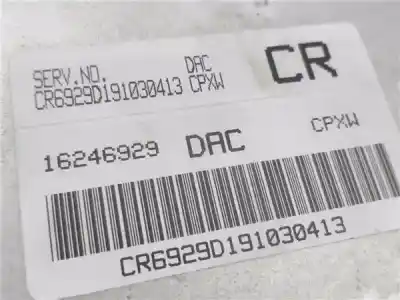 SERV.NO. DAC
CR6929D191030413 CPXW
CR
16246929 DAC CPXW
CR6929D191030413